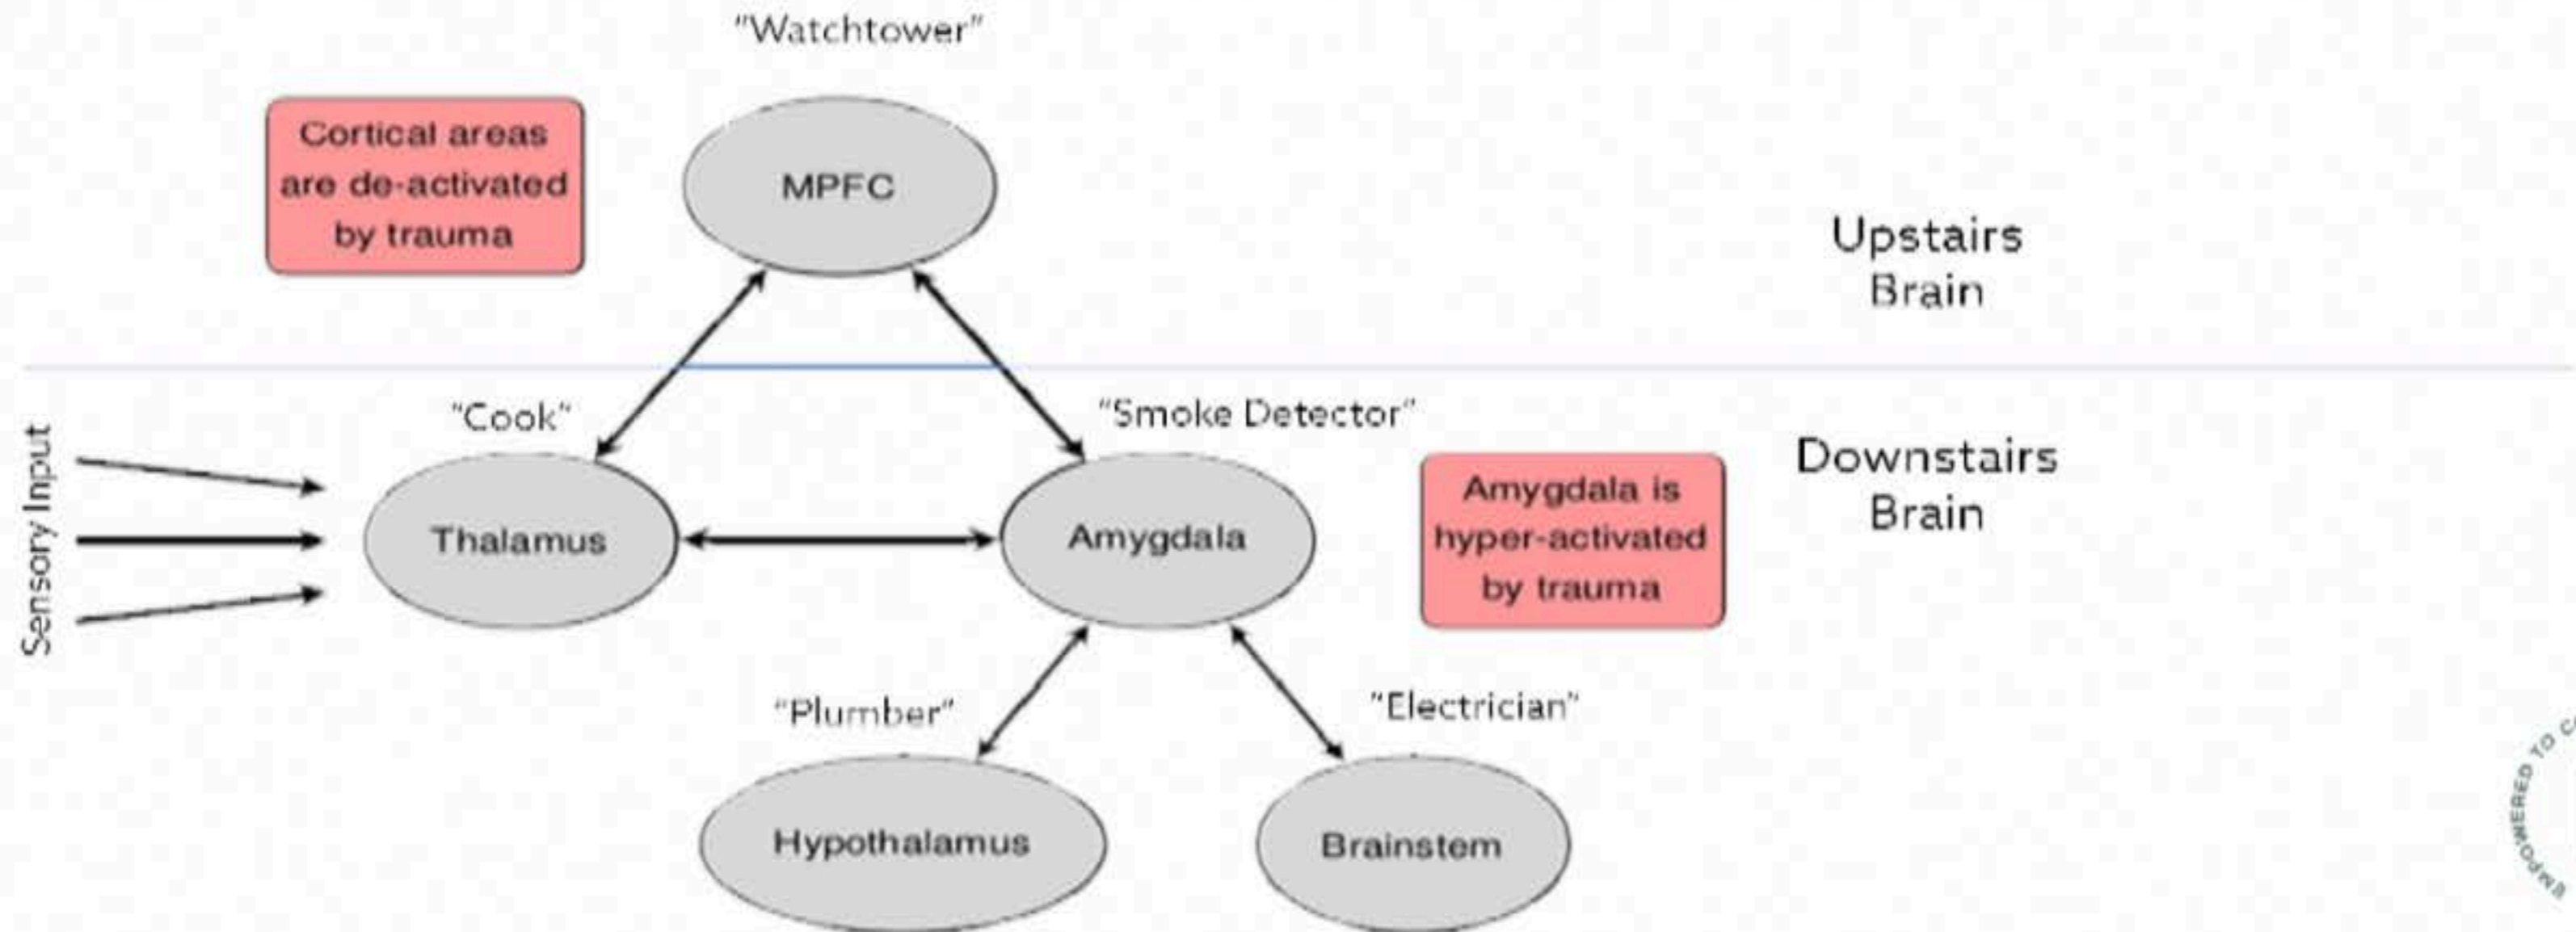 “Watchtower”
Cortical areas
are de-activated
by trauma
MPFC
Upstairs
Brain
“Cook”
“Smoke Detector”
Sensory Input
Thalamus
Amygdala
Amygdala is
hyper-activated
by trauma
Downstairs
Brain
“Plumber”
“Electrician”
Hypothalamus
Brainstem
EMPOWERED TO